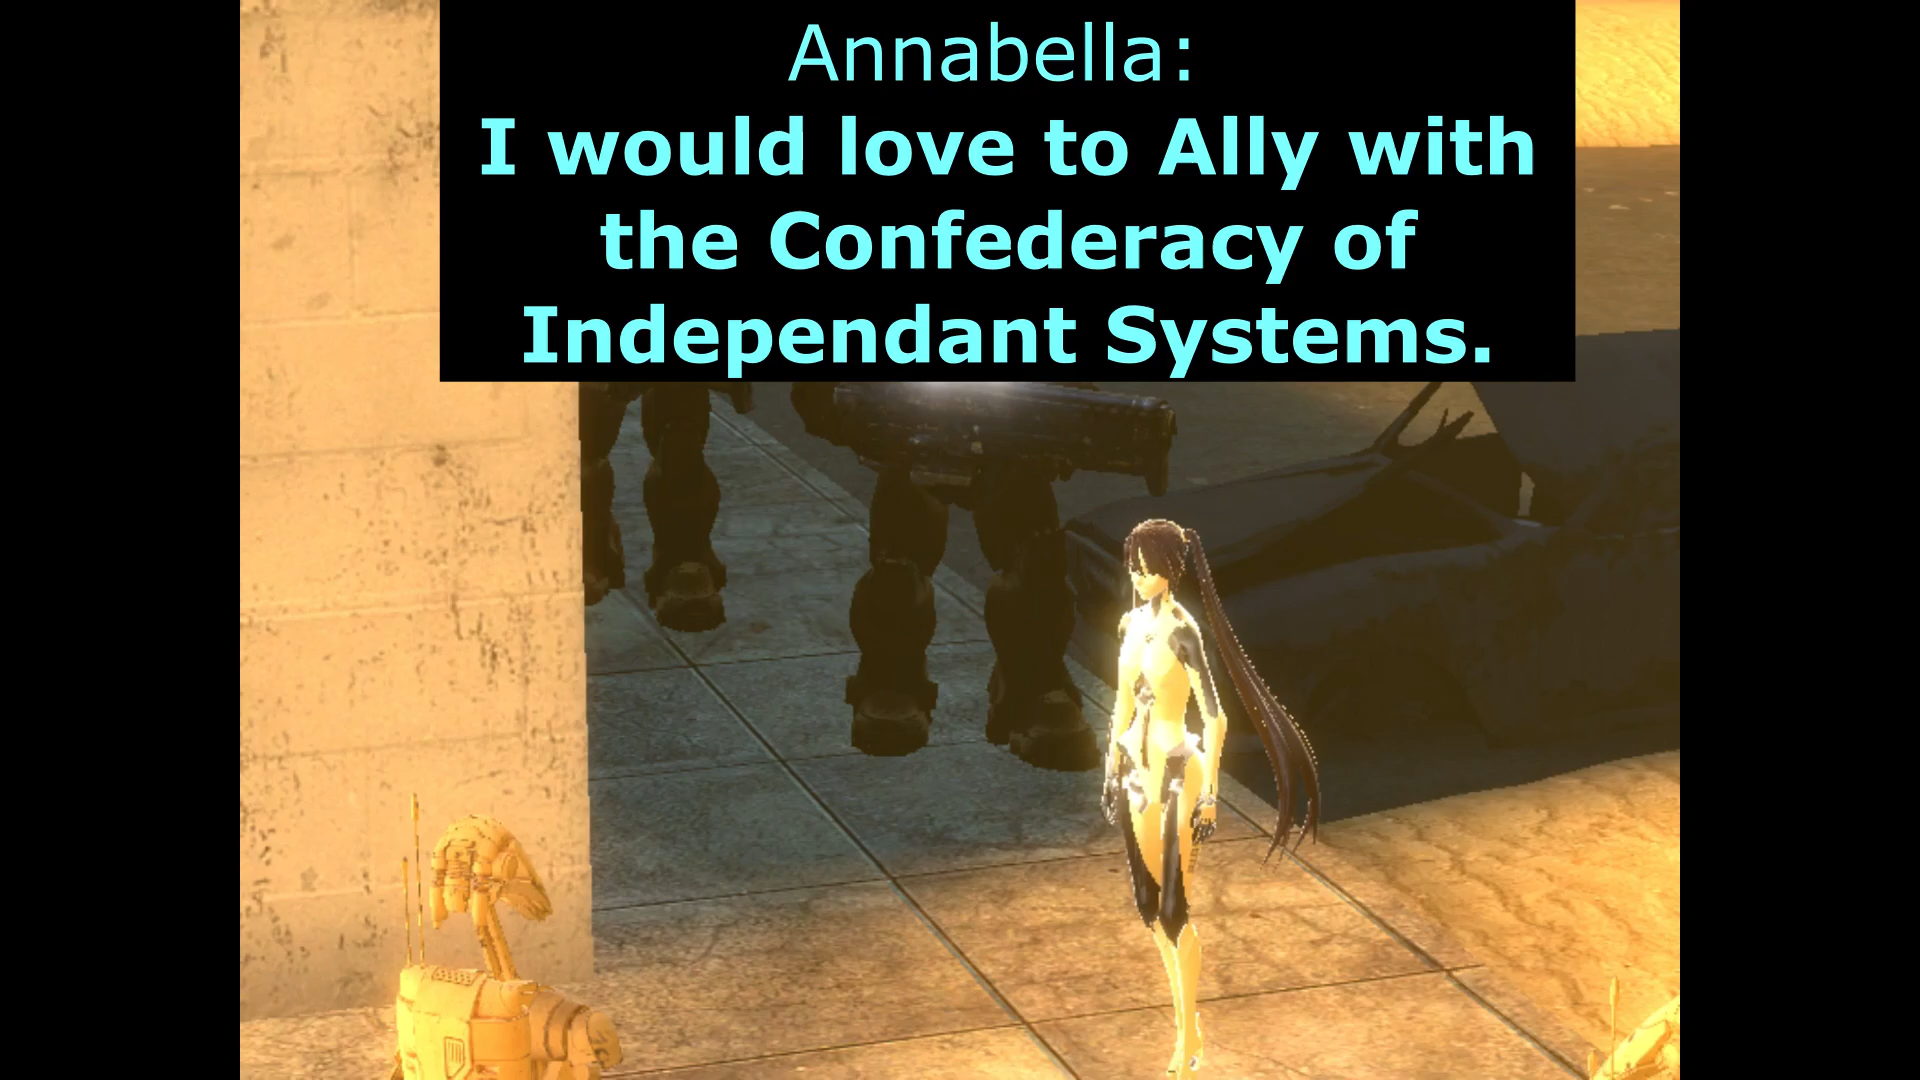 Annabella:
I would love to Ally with
the Confederacy of
Independant Systems.